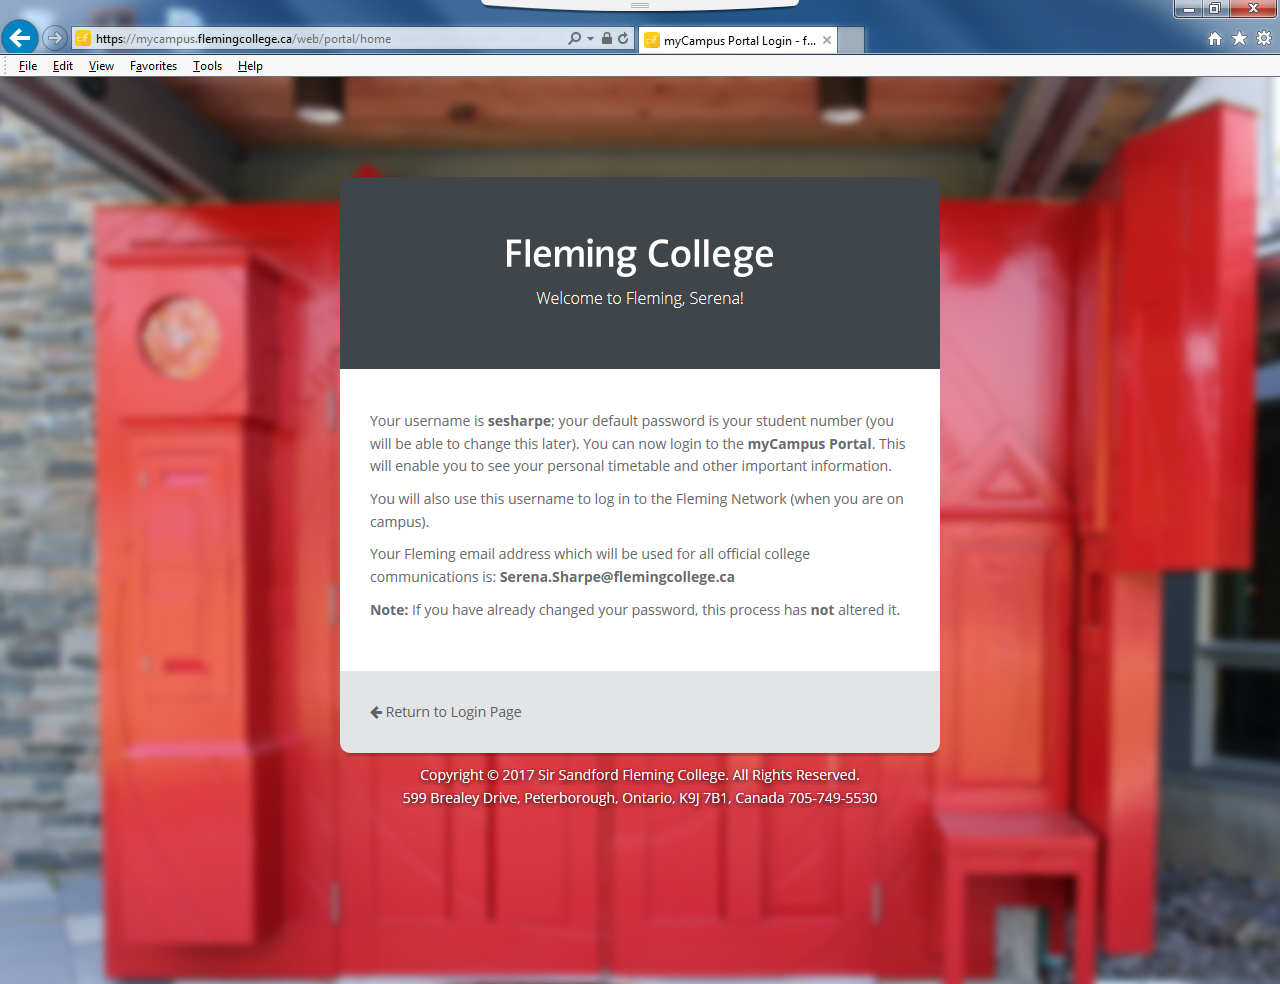 https://mycampus.flemingcollege.ca/web/portal/home
myCampus Portal Login - f...
File Edit View Favorites Tools Help
Fleming College
Welcome to Fleming, Serena!
Your username is sesharpe; your default password is your student number (you
will be able to change this later). You can now login to the myCampus Portal. This
will enable you to see your personal timetable and other important information.
You will also use this username to log in to the Fleming Network (when you are on
campus).
Your Fleming email address which will be used for all official college
communications is: Serena.Sharpe@flemingcollege.ca
Note: If you have already changed your password, this process has not altered it.
Return to Login Page
Copyright © 2017 Sir Sandford Fleming College. All Rights Reserved.
599 Brealey Drive, Peterborough, Ontario, K9J 7B1, Canada 705-749-5530